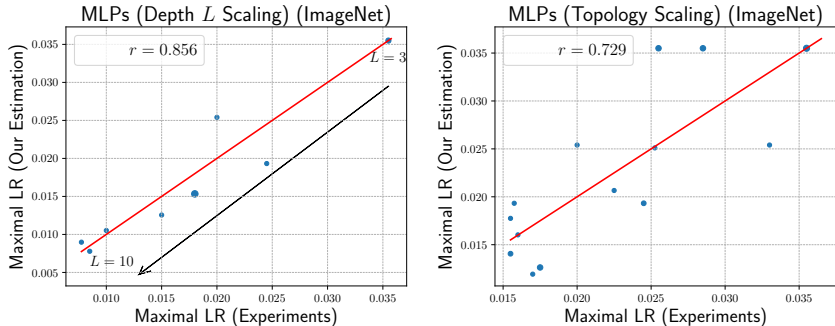 MLPs (Depth L Scaling) (ImageNet)
Maximal LR (Our Estimation)
0.035
0.030
0.025
0.020
0.015
0.010
0.005
r = 0.856
L = 3
L = 10
0.010
0.015
0.020
0.025
0.030
0.035
Maximal LR (Experiments)
MLPs (Topology Scaling) (ImageNet)
Maximal LR (Our Estimation)
0.035
0.030
0.025
0.020
0.015
r = 0.729
0.015
0.020
0.025
0.030
0.035
Maximal LR (Experiments)